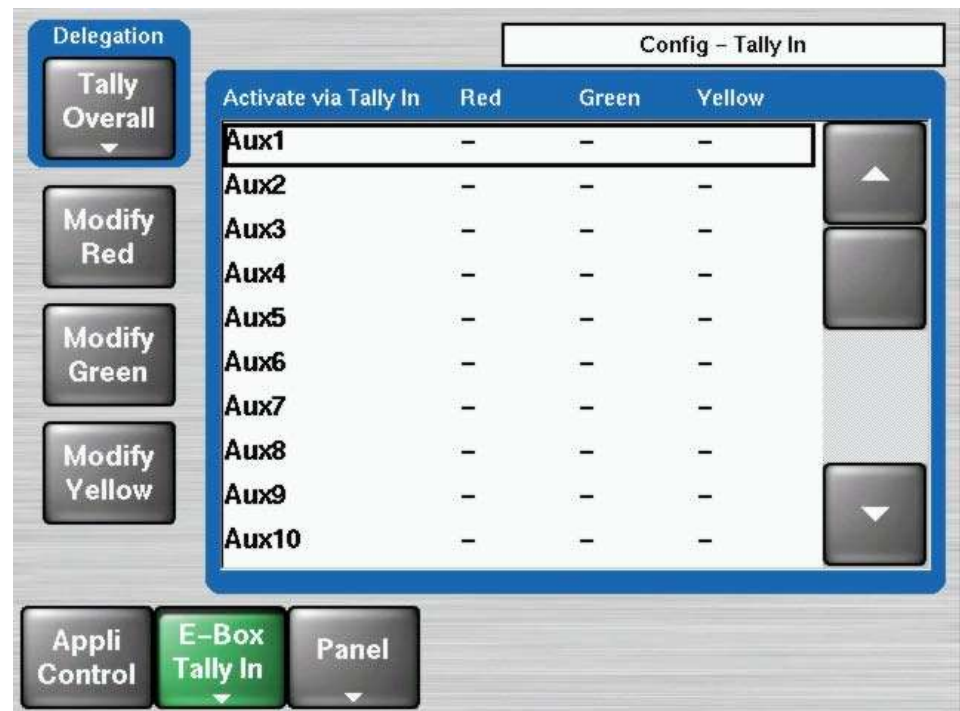 Delegation
Tally
Overall
Config – Tally In
Activate via Tally In Red Green Yellow
Aux1 – – –
Aux2 – – –
Aux3 – – –
Aux4 – – –
Aux5 – – –
Aux6 – – –
Aux7 – – –
Aux8 – – –
Aux9 – – –
Aux10 – – –
Modify
Red
Modify
Green
Modify
Yellow
Appli
Control
E–Box
Tally In
Panel